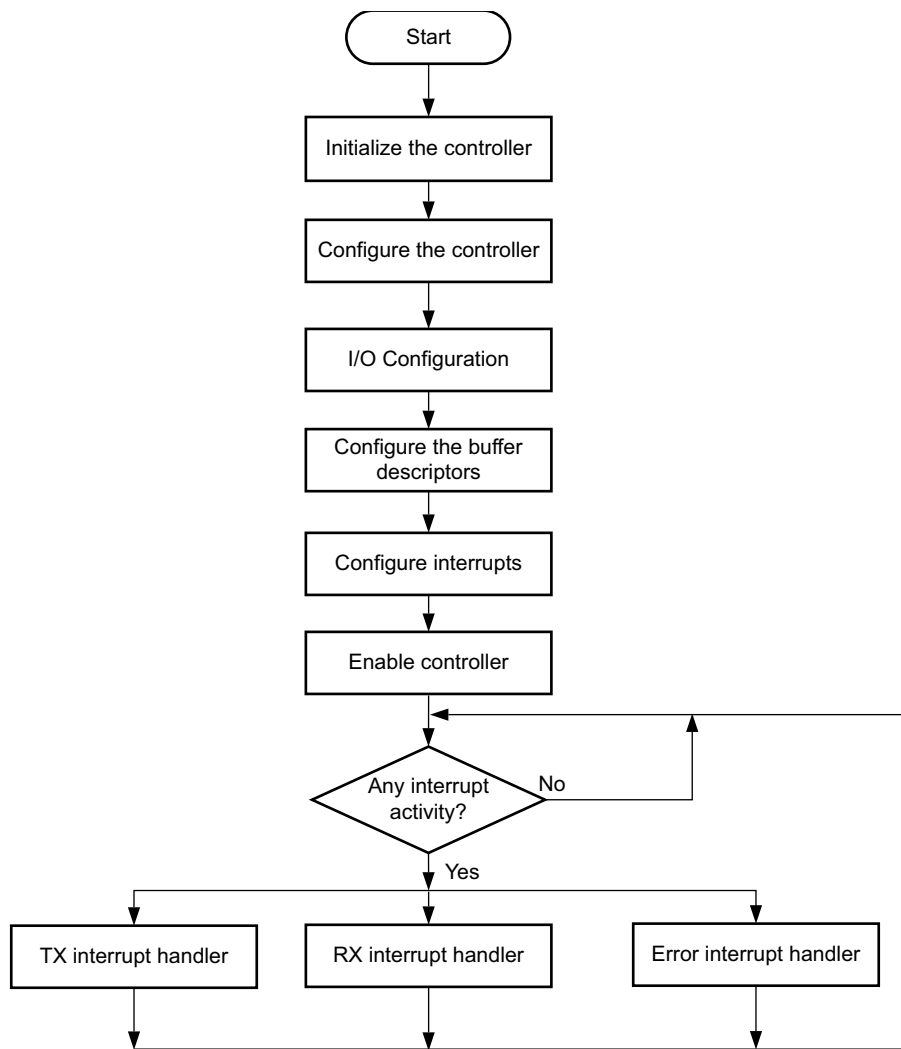 Start
Initialize the controller
Configure the controller
I/O Configuration
Configure the buffer
descriptors
Configure interrupts
Enable controller
Any interrupt
activity?
No
Yes
TX interrupt handler
RX interrupt handler
Error interrupt handler